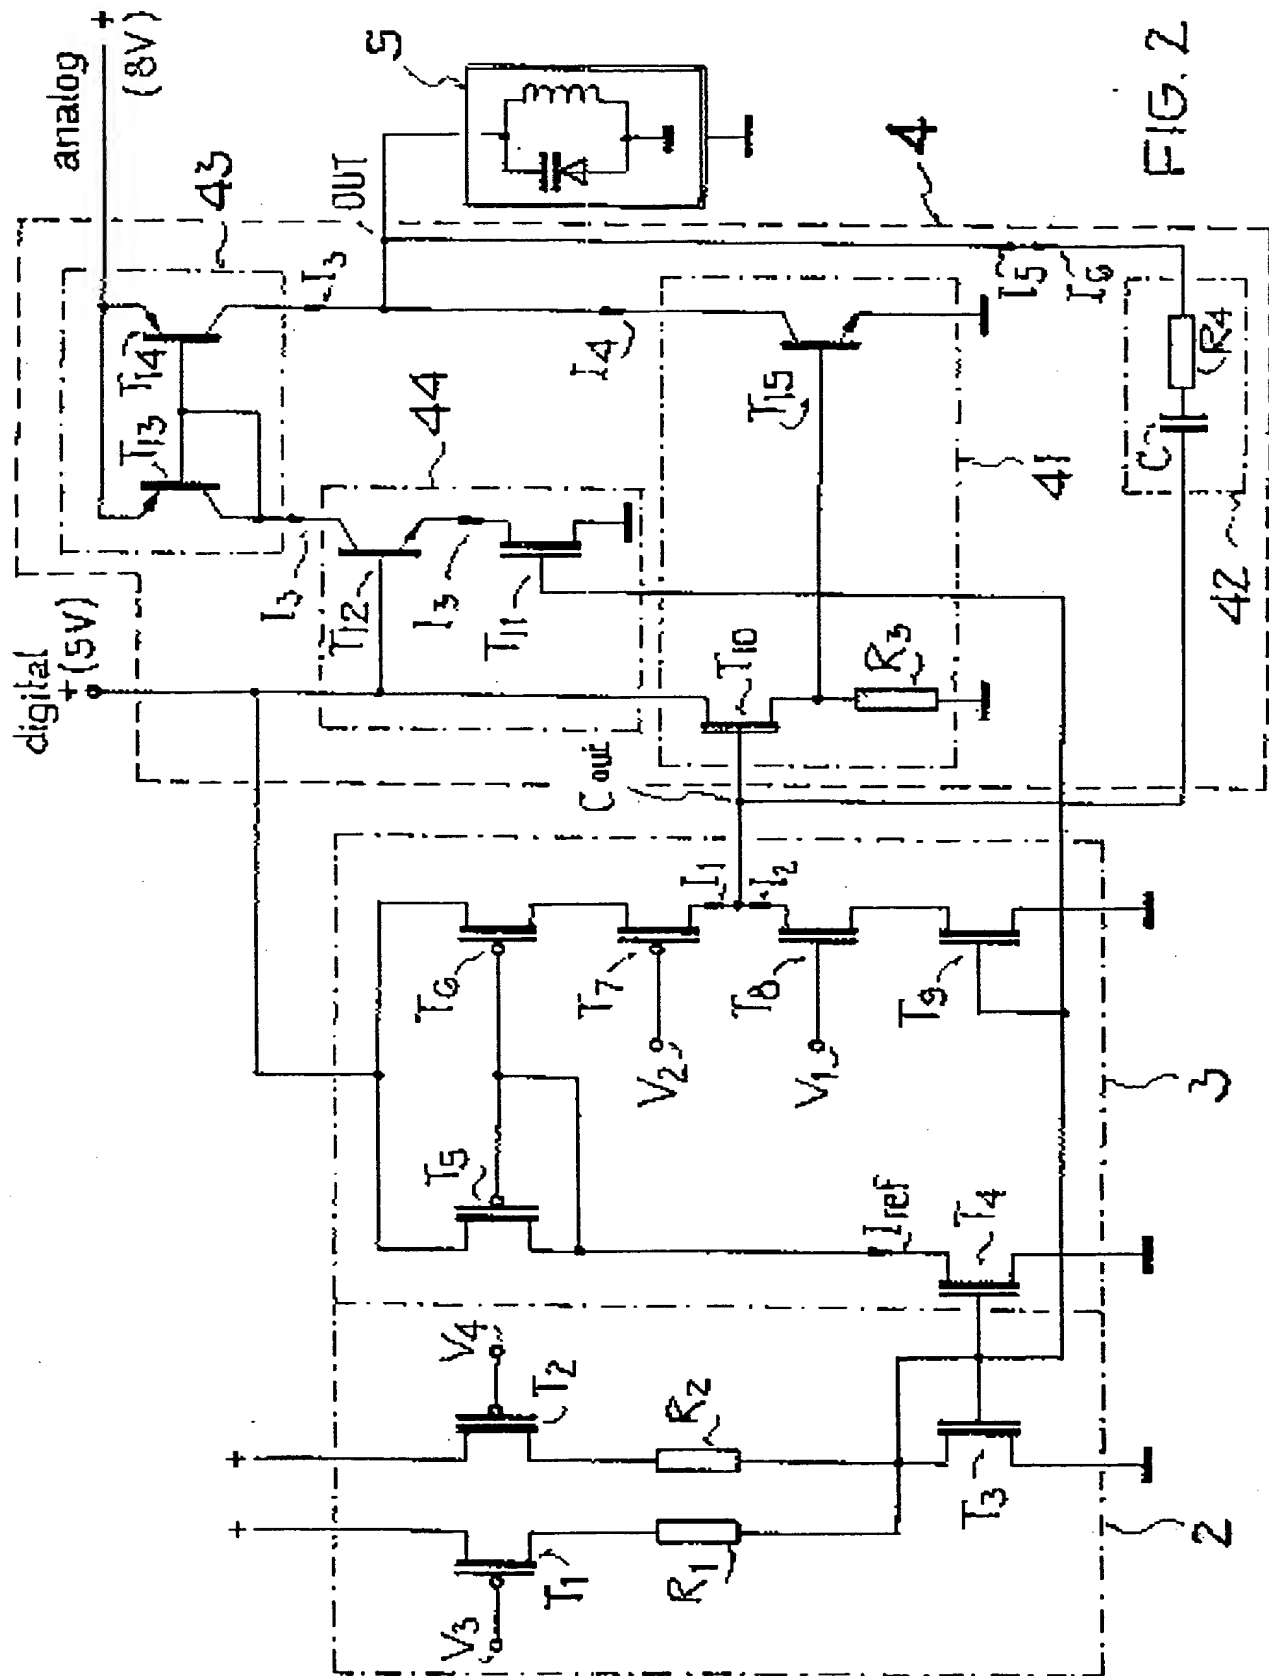 digital
+ (5V)
analog
+
(8V)
43
T13
T14
I3
I3
OUT
5
44
T12
I3
T11
I4
4
T10
T15
R3
41
I5
I6
C
R4
42
Cout
T5
T6
T7
V2
I1
I2
T8
V1
T9
Iref
T4
3
+
+
V3
T1
V4
T2
R1
R2
T3
2
FIG. 2